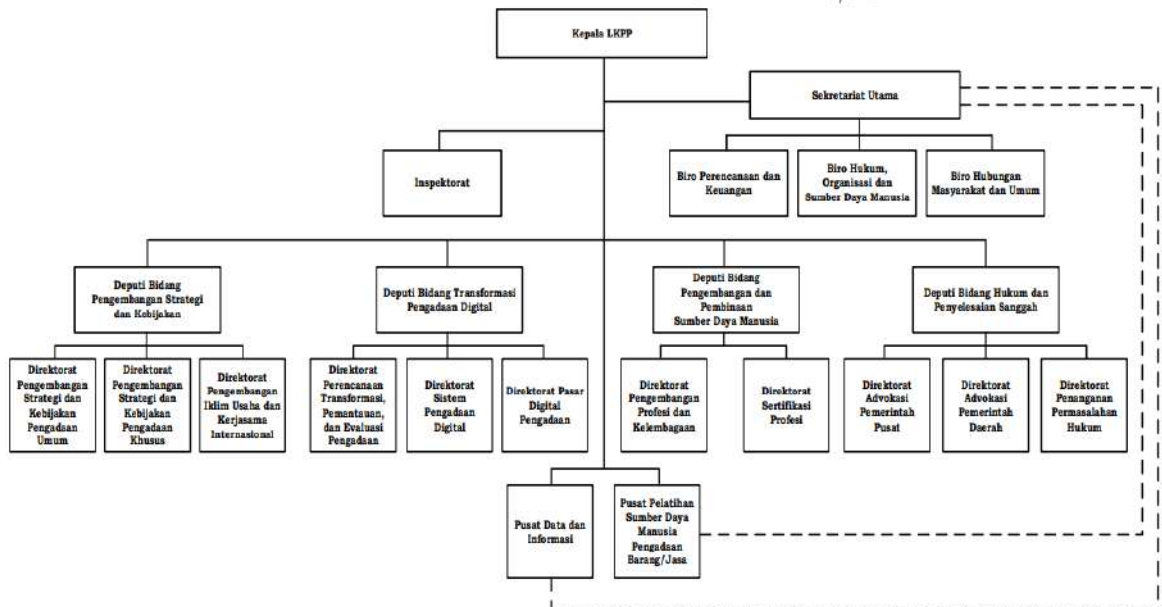 Kepala LKPP
Sekretariat Utama
Inspektorat
Biro Perencanaan dan
Keuangan
Biro Hukum,
Organisasi dan
Sumber Daya Manusia
Biro Hubungan
Masyarakat dan Umum
Deputi Bidang
Pengembangan Strategi
dan Kebijakan
Deputi Bidang Transformasi
Pengadaan Digital
Deputi Bidang
Pengembangan dan
Pembinaan
Sumber Daya Manusia
Deputi Bidang Hukum dan
Penyelesaian Sanggah
Direktorat
Pengembangan
Strategi dan
Kebijakan
Pengadaan
Umum
Direktorat
Pengembangan
Strategi dan
Kebijakan
Pengadaan
Khusus
Direktorat
Pengembangan
Iklim Usaha dan
Kerjasama
Internasional
Direktorat
Perencanaan
Transformasi,
Pemantauan,
dan Evaluasi
Pengadaan
Direktorat
Sistem
Pengadaan
Digital
Direktorat Pasar
Digital
Pengadaan
Direktorat
Pengembangan
Profesi dan
Kelembagaan
Direktorat
Sertifikasi
Profesi
Direktorat
Advokasi
Pemerintah
Pusat
Direktorat
Advokasi
Pemerintah
Daerah
Direktorat
Penanganan
Permasalahan
Hukum
Pusat Data dan
Informasi
Pusat Pelatihan
Sumber Daya
Manusia
Pengadaan
Barang/Jasa